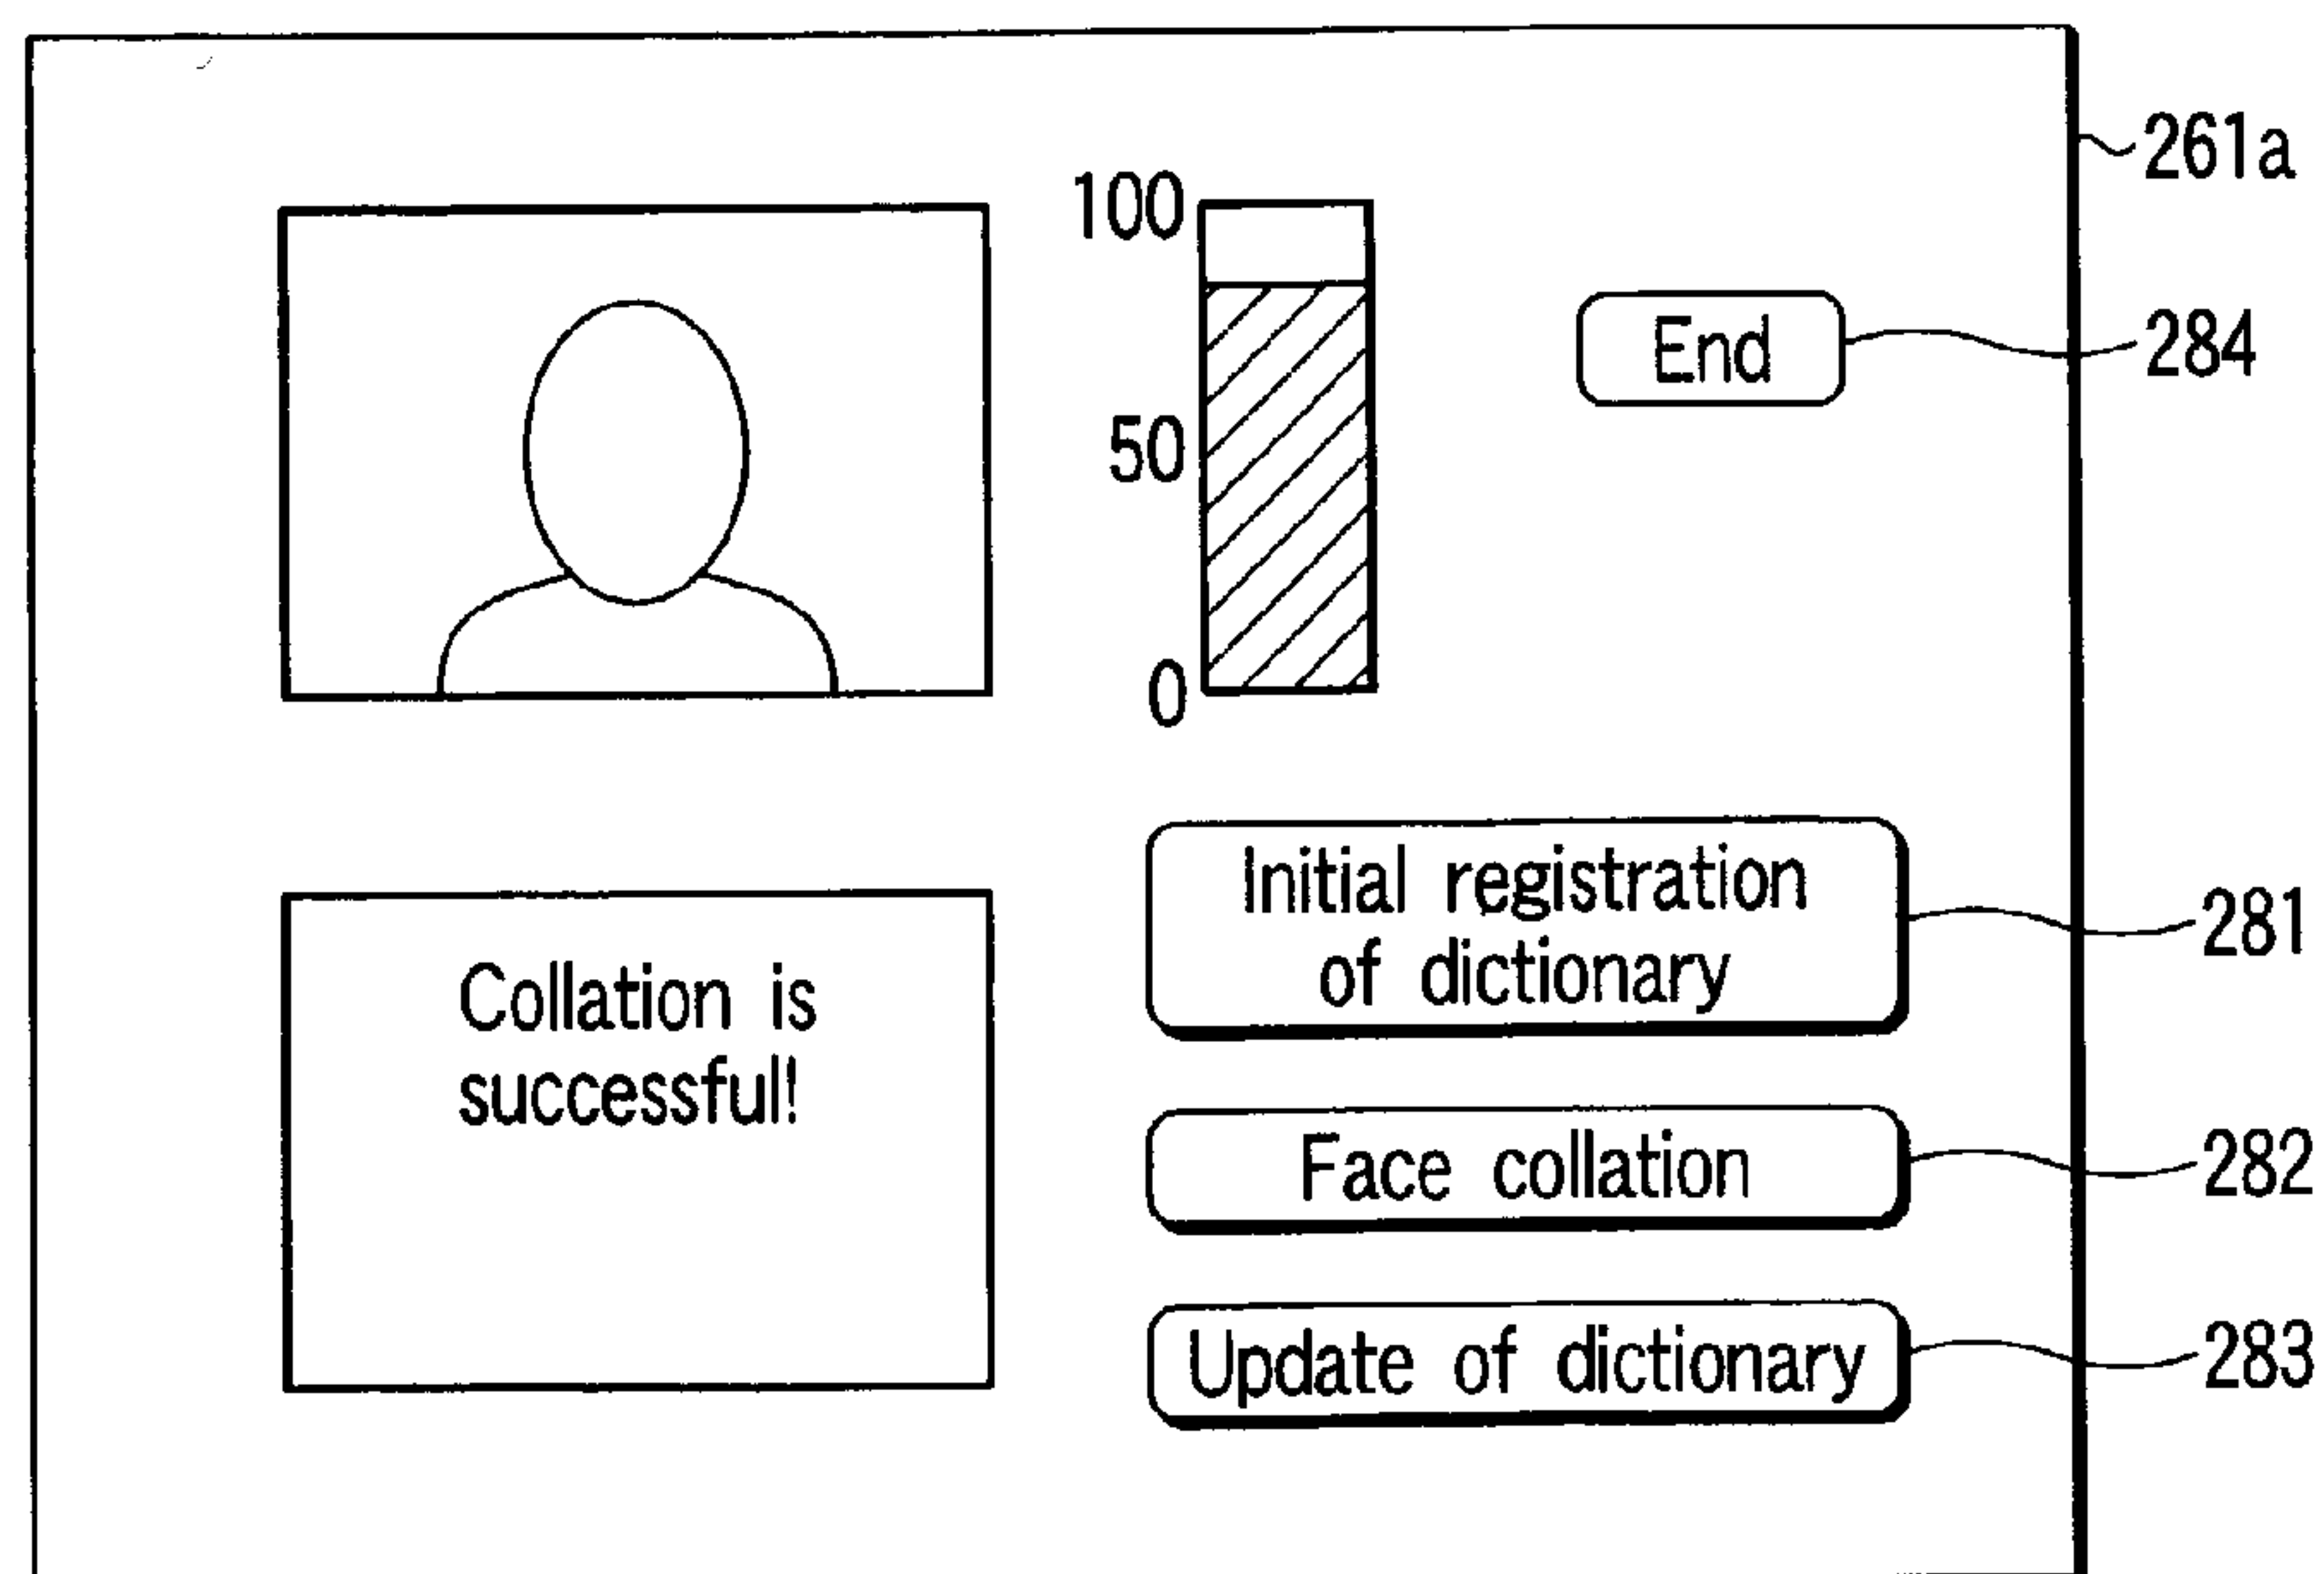 261a
100
End
284
50
0
Initial registration
of dictionary
281
Collation is
successful!
Face collation
282
Update of dictionary
283